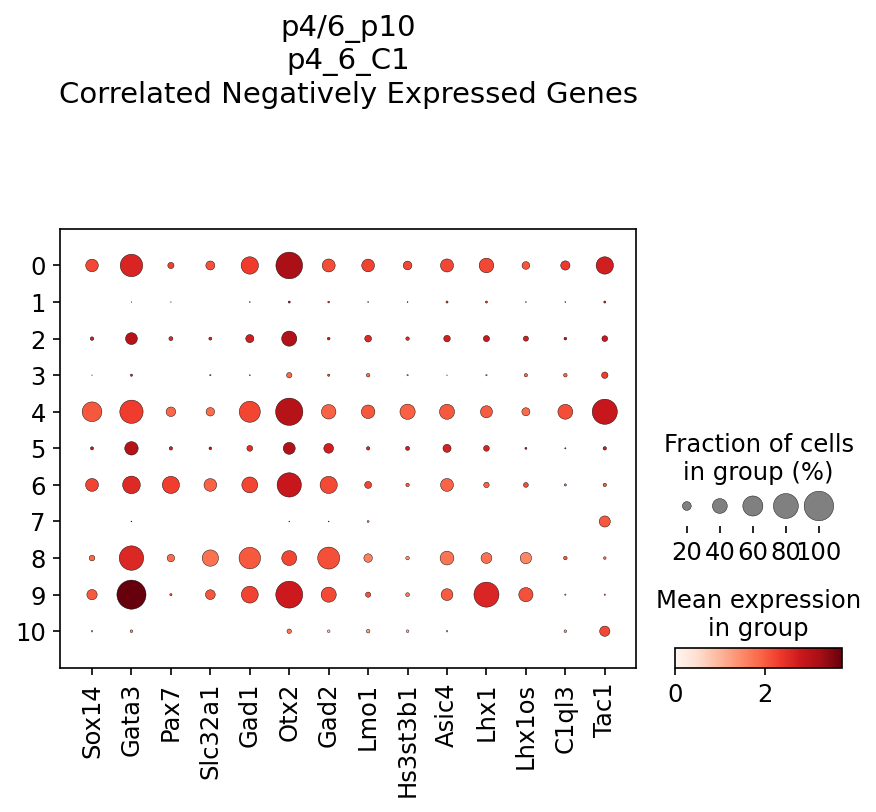 p4/6_p10
p4_6_C1
Correlated Negatively Expressed Genes
0
1
2
3
4
5
6
7
8
9
10
Sox14
Gata3
Pax7
Slc32a1
Gad1
Otx2
Gad2
Lmo1
Hs3st3b1
Asic4
Lhx1
Lhx1os
C1ql3
Tac1
Fraction of cells
in group (%)
20 40 60 80 100
Mean expression
in group
0 2